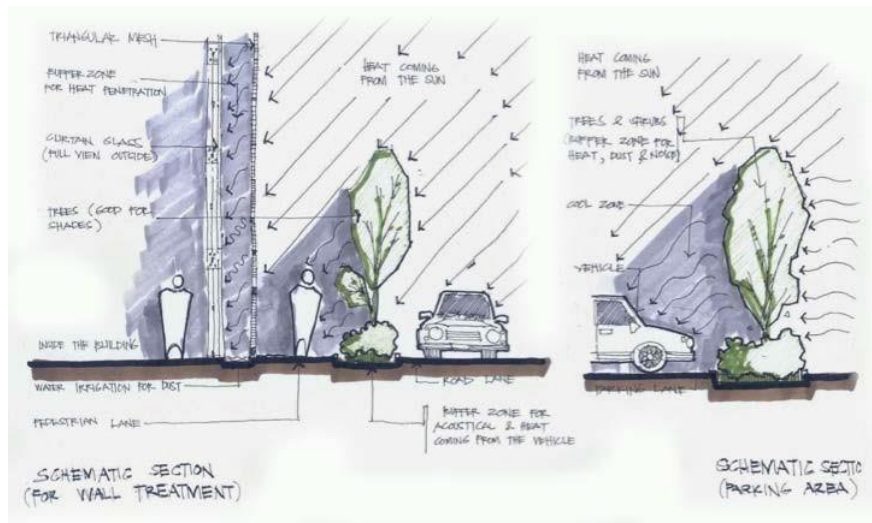 TRIANGULAR MESH
BUFFER ZONE
FOR HEAT PENETRATION
CURTAIN GLASS
(FULL VIEW OUTSIDE)
TREES (GOOD FOR
SHADES)
INSIDE THE BUILDING
WATER IRRIGATION FOR DUST
PEDESTRIAN LANE
HEAT COMING
FROM THE SUN
ROAD LANE
BUFFER ZONE FOR
ACOUSTICAL & HEAT
COMING FROM THE VEHICLE
SCHEMATIC SECTION
(FOR WALL TREATMENT)
HEAT COMING
FROM THE SUN
TREES & SHRUBS
(BUFFER ZONE FOR
HEAT, DUST & NOISE)
COOL ZONE
VEHICLE
PARKING LANE
SCHEMATIC SECTIO
(PARKING AREA)